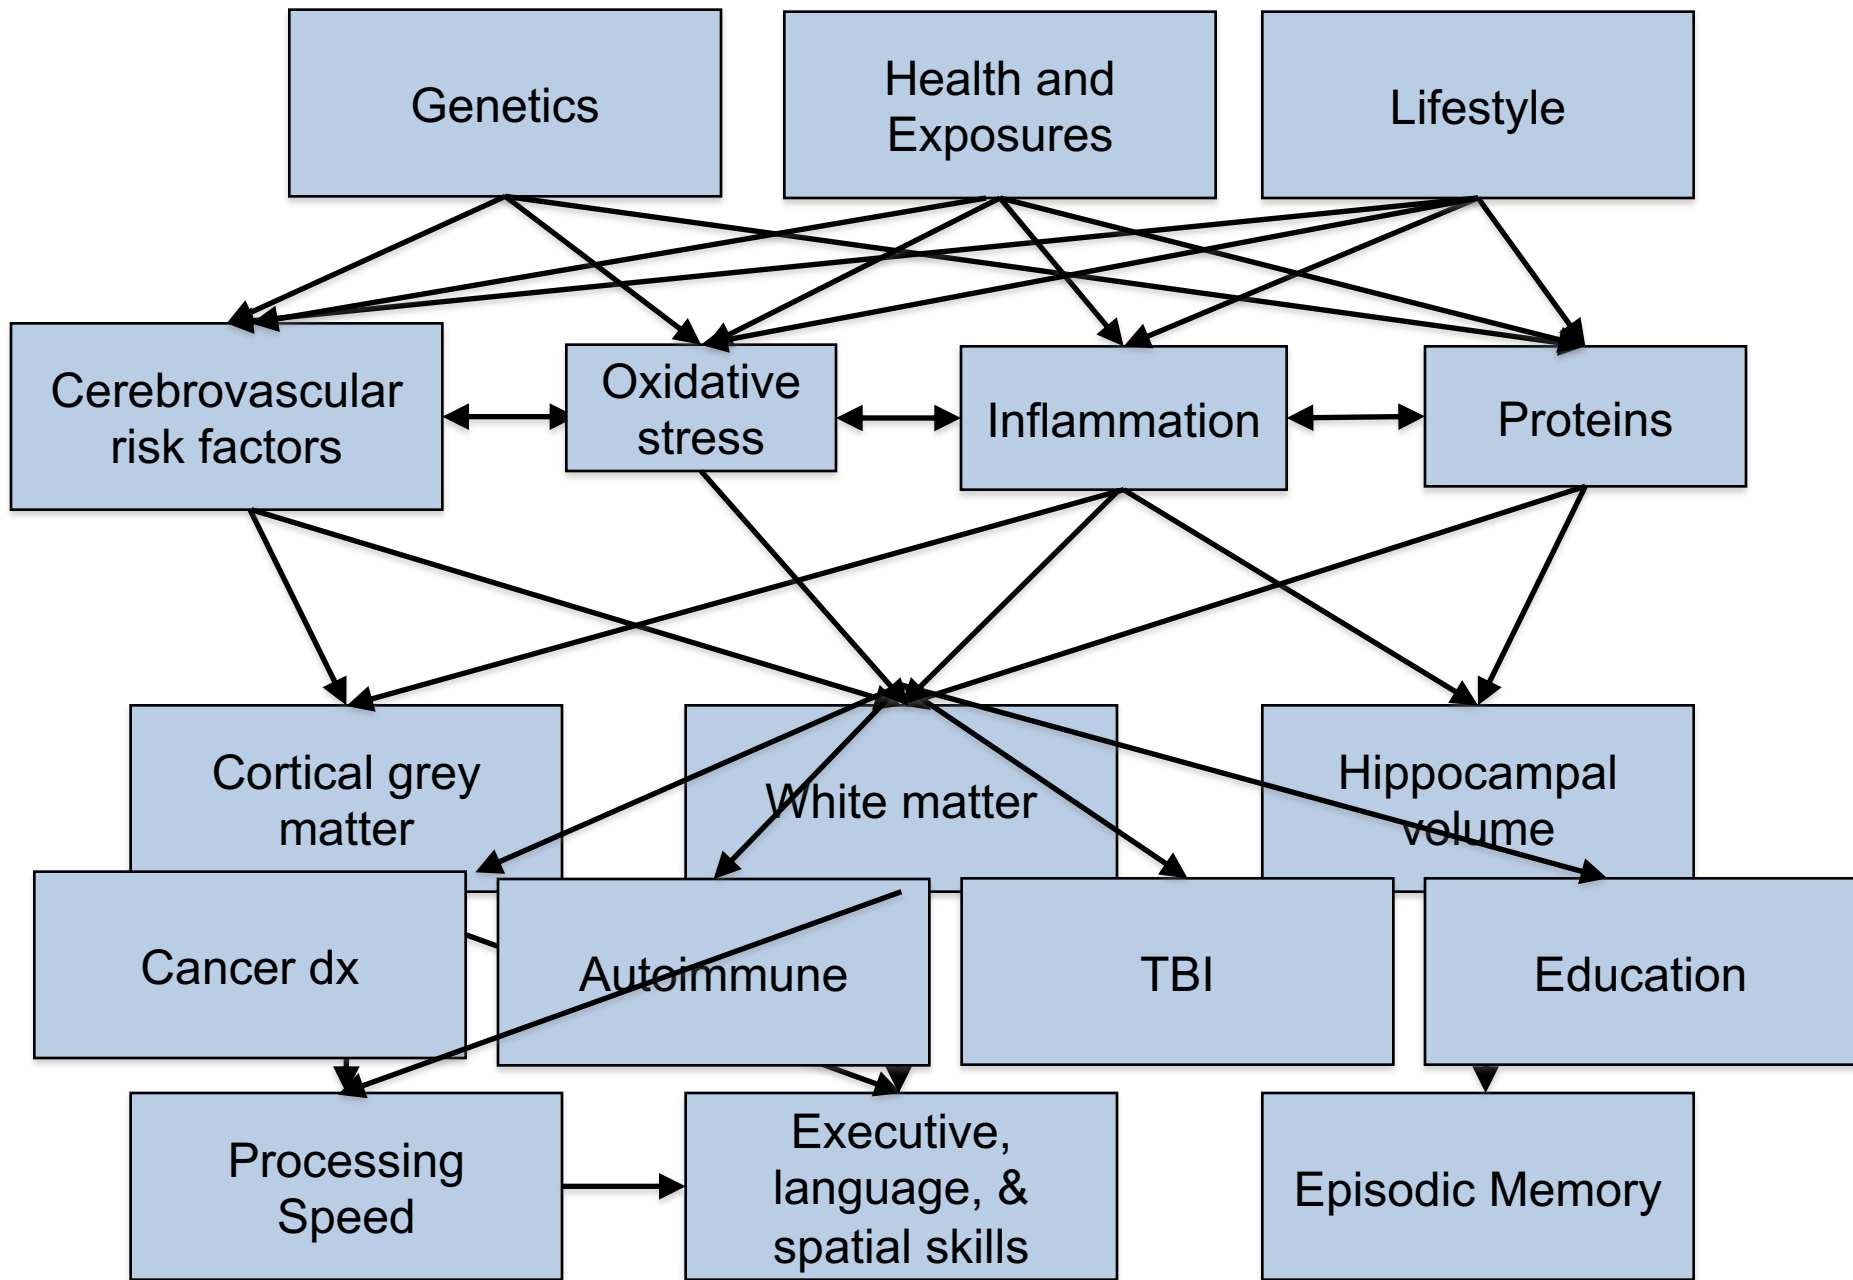 Genetics
Health and
Exposures
Lifestyle
Cerebrovascular
risk factors
Oxidative
stress
Inflammation
Proteins
Cortical grey
matter
White matter
Hippocampal
volume
Cancer dx
Autoimmune
TBI
Education
Processing
Speed
Executive,
language, &
spatial skills
Episodic Memory